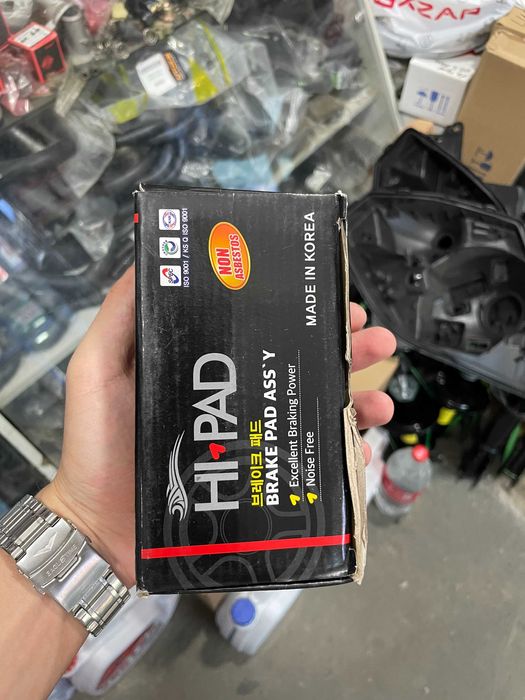 HI-PAD
브레이크 패드
BRAKE PAD ASS`Y
Excellent Braking Power
Noise Free
ISO 9001 / KS Q ISO 9001
NON
ASBESTOS
MADE IN KOREA